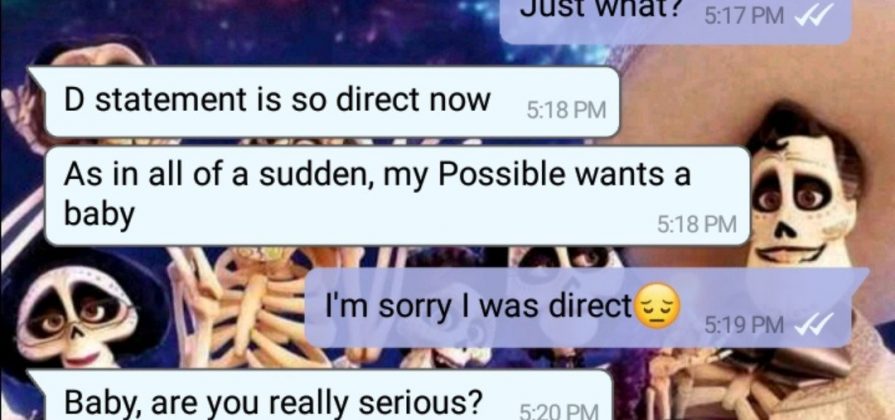 Just what? 5:17 PM
D statement is so direct now 5:18 PM
As in all of a sudden, my Possible wants a
baby 5:18 PM
I'm sorry I was direct😔 5:19 PM
Baby, are you really serious? 5:20 PM